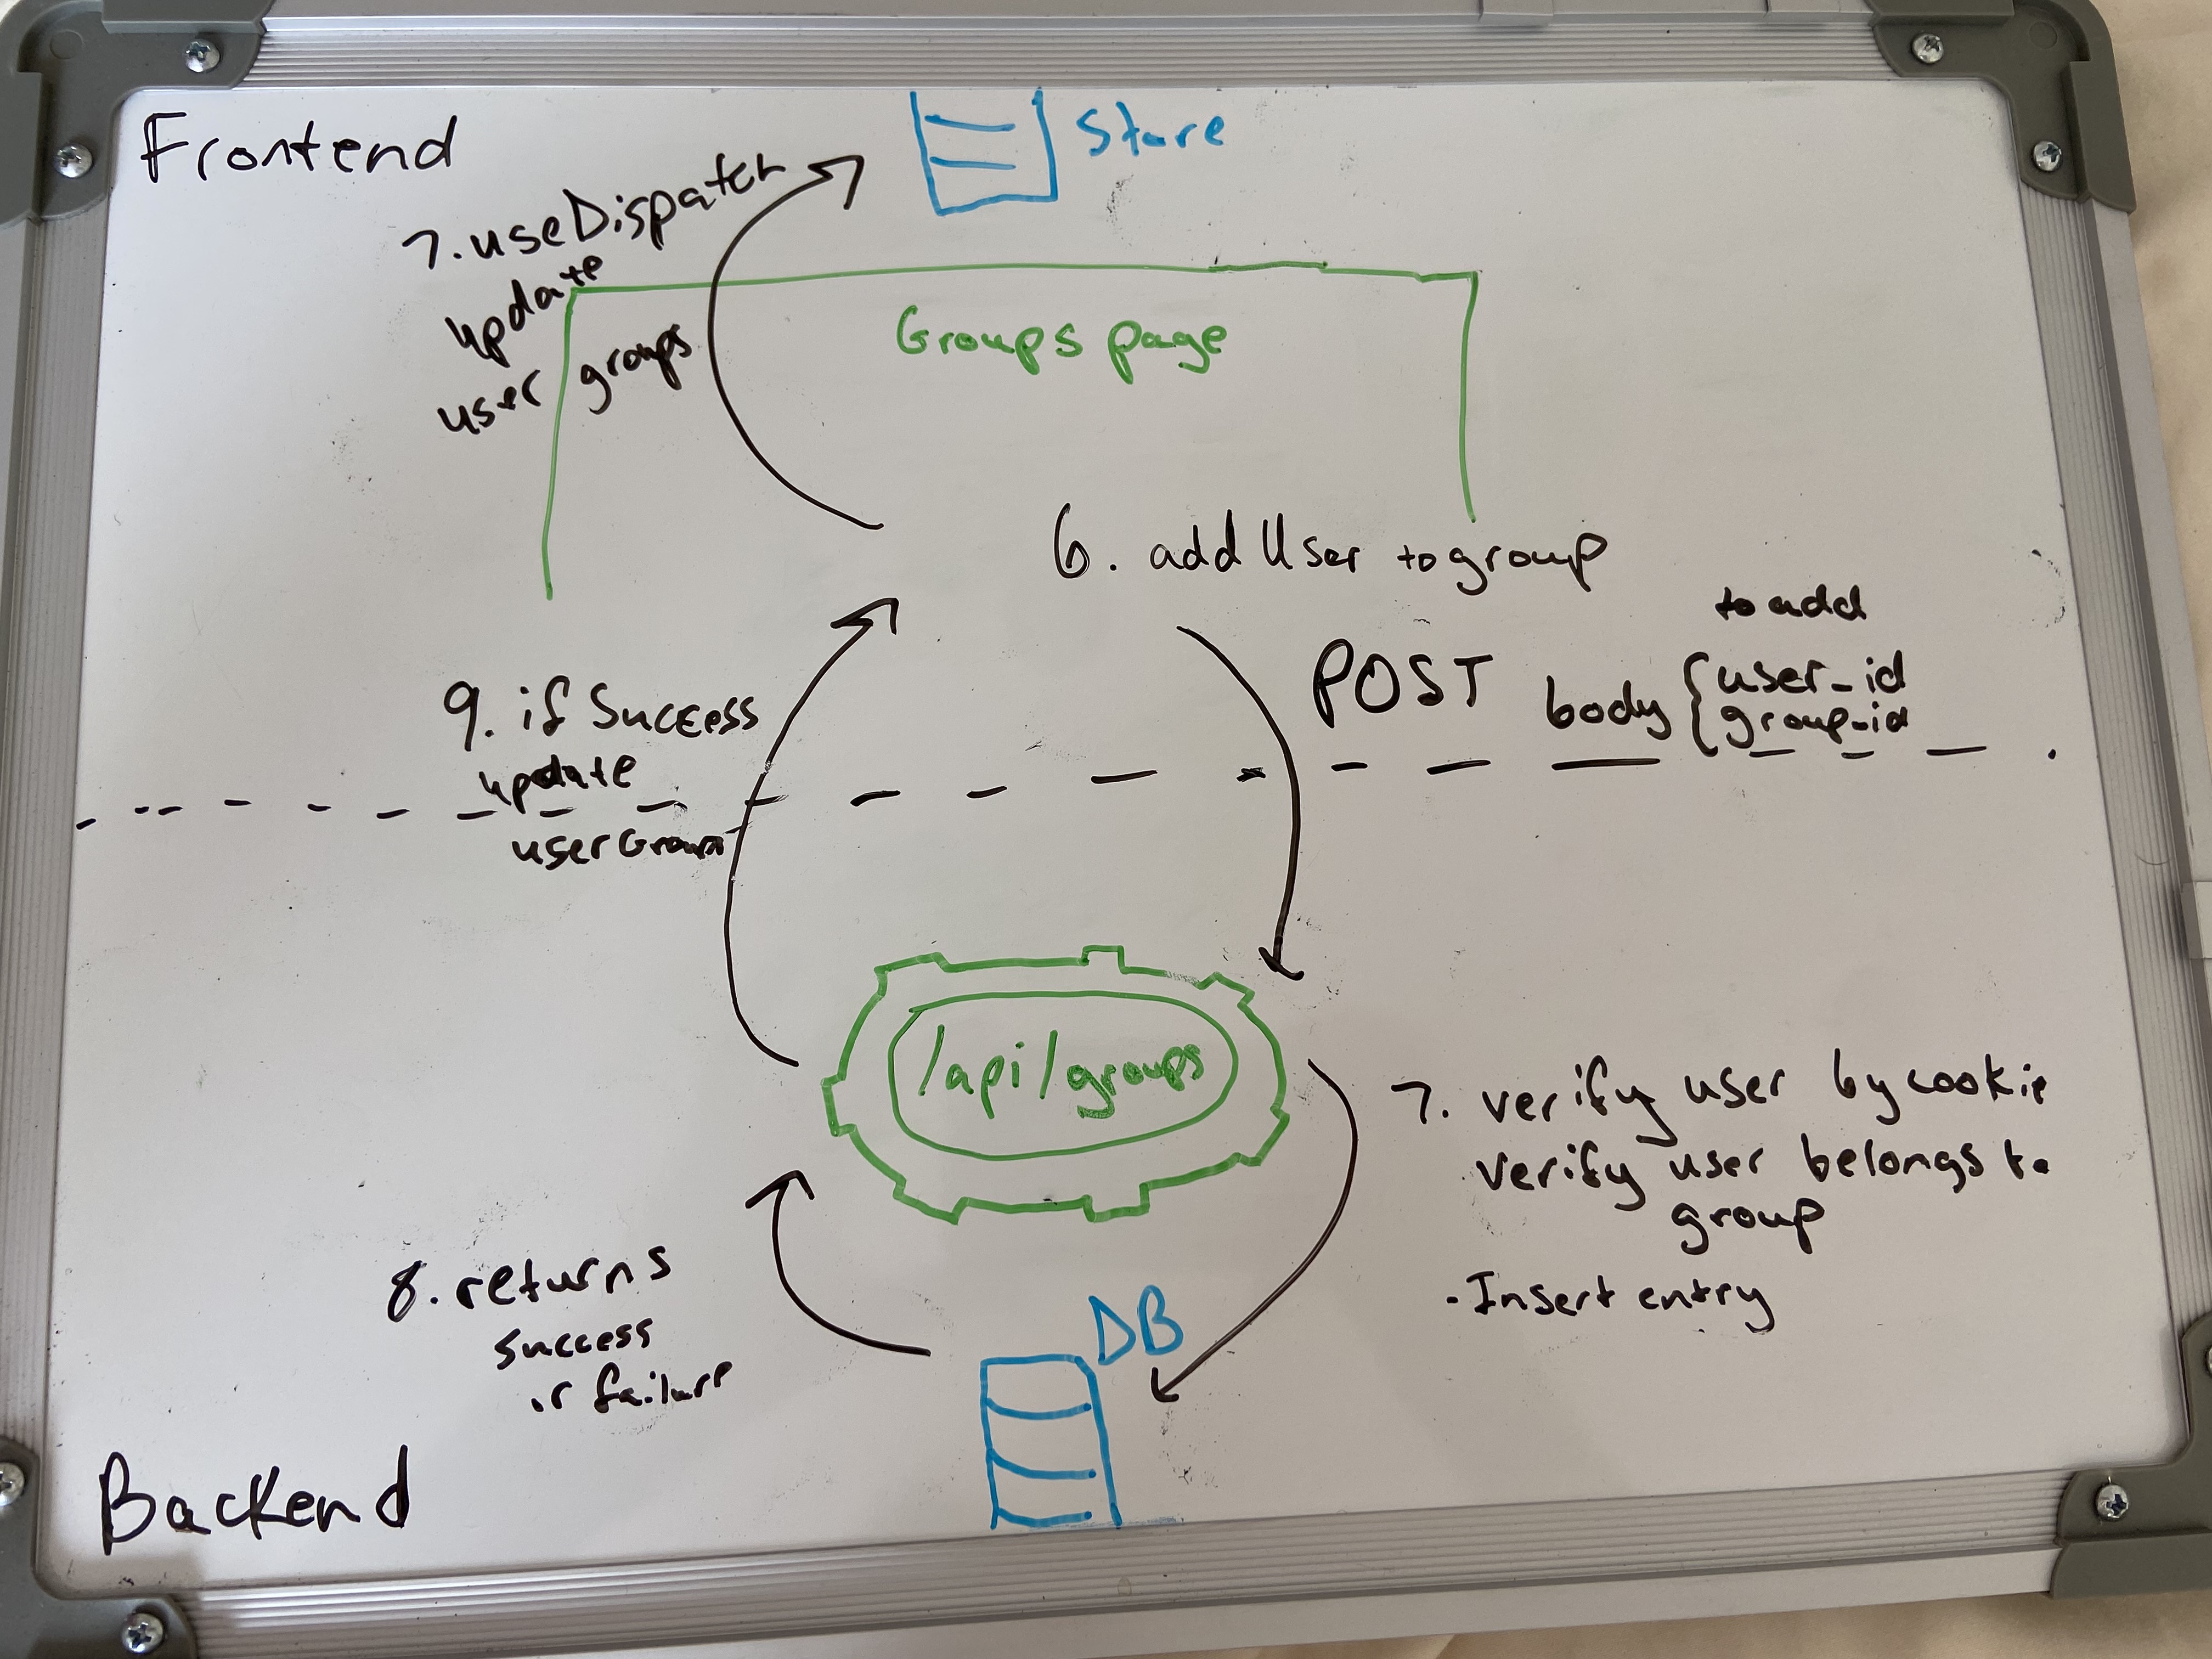 Frontend
Store
7. useDispatch
update
user groups
Groups page
6. add User to group
to add
POST body { user_id
group_id
9. if Success
update
/api/groups
7. verify user by cookie
verify user belongs to
group
- Insert entry
8. returns
success
or failure
DB
Backend